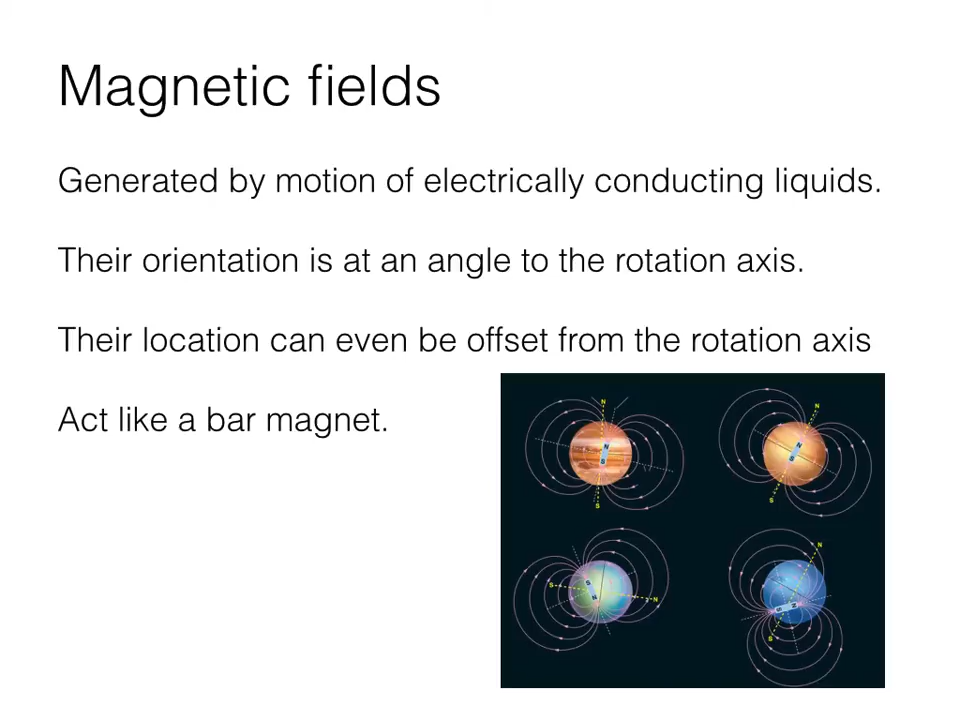 Magnetic fields
Generated by motion of electrically conducting liquids.
Their orientation is at an angle to the rotation axis.
Their location can even be offset from the rotation axis
Act like a bar magnet.
N
N
S
S
N
N
S
S
S
S
N
N
N
S
N
S